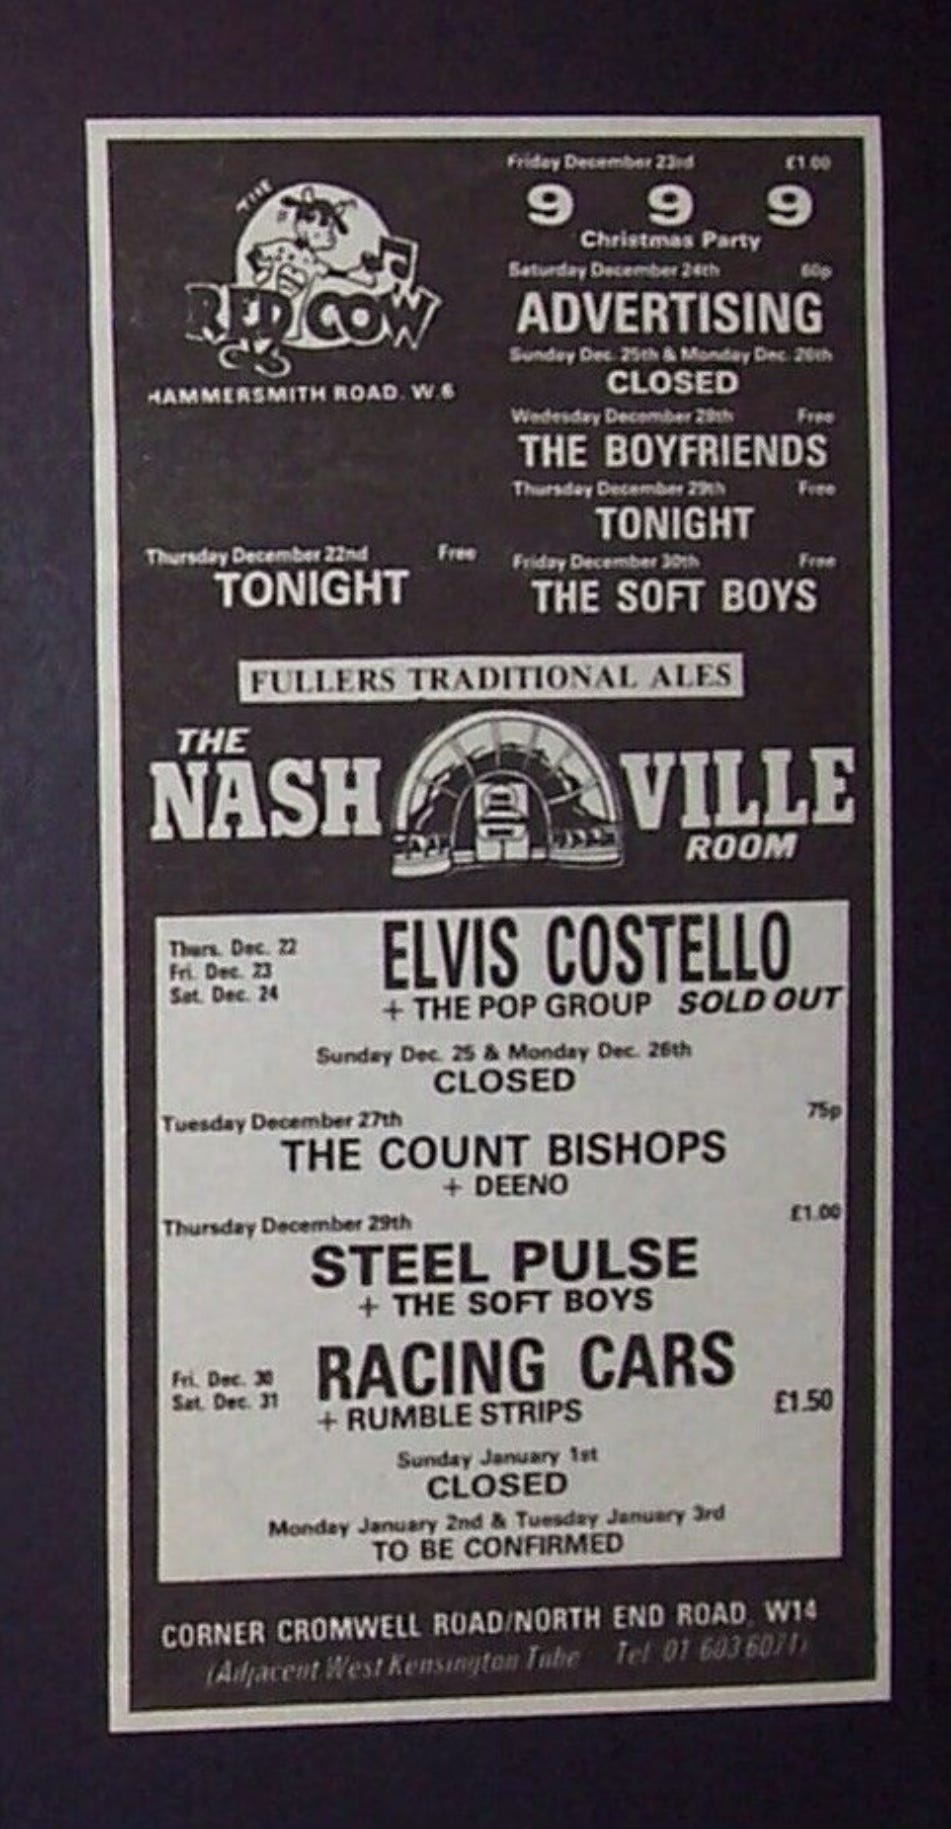 THE
RED COW
HAMMERSMITH ROAD. W.6
Thursday December 22nd Free
TONIGHT
Friday December 23rd £1.00
9 9 9
Christmas Party
Saturday December 24th 60p
ADVERTISING
Sunday Dec. 25th & Monday Dec. 26th
CLOSED
Wedesday December 28th Free
THE BOYFRIENDS
Thursday December 29th Free
TONIGHT
Friday December 30th Free
THE SOFT BOYS
FULLERS TRADITIONAL ALES
THE
NASHVILLE
ROOM
Thurs. Dec. 22
Fri. Dec. 23
Sat. Dec. 24
ELVIS COSTELLO
+ THE POP GROUP SOLD OUT
Sunday Dec. 25 & Monday Dec. 26th
CLOSED
Tuesday December 27th 75p
THE COUNT BISHOPS
+ DEENO
Thursday December 29th £1.00
STEEL PULSE
+ THE SOFT BOYS
Fri. Dec. 30
Sat. Dec. 31
RACING CARS
+ RUMBLE STRIPS £1.50
Sunday January 1st
CLOSED
Monday January 2nd & Tuesday January 3rd
TO BE CONFIRMED
CORNER CROMWELL ROAD/NORTH END ROAD, W14
(Adjacent West Kensington Tube Tel 01 603 6071)